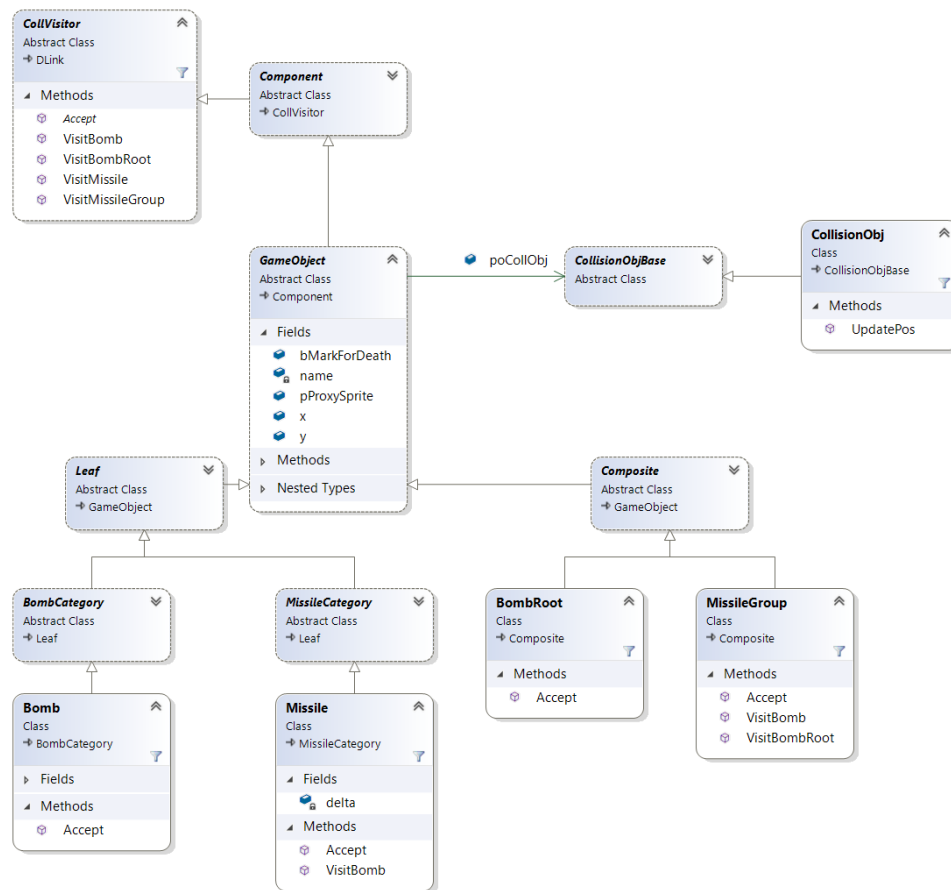 CollVisitor
Abstract Class
DLink
Methods
Accept
VisitBomb
VisitBombRoot
VisitMissile
VisitMissileGroup
Component
Abstract Class
CollVisitor
GameObject
Abstract Class
Component
Fields
bMarkForDeath
name
pProxySprite
x
y
Methods
Nested Types
poCollObj
CollisionObjBase
Abstract Class
CollisionObj
Class
CollisionObjBase
Methods
UpdatePos
Leaf
Abstract Class
GameObject
Composite
Abstract Class
GameObject
BombCategory
Abstract Class
Leaf
MissileCategory
Abstract Class
Leaf
BombRoot
Class
Composite
Methods
Accept
MissileGroup
Class
Composite
Methods
Accept
VisitBomb
VisitBombRoot
Bomb
Class
BombCategory
Fields
Methods
Accept
Missile
Class
MissileCategory
Fields
delta
Methods
Accept
VisitBomb